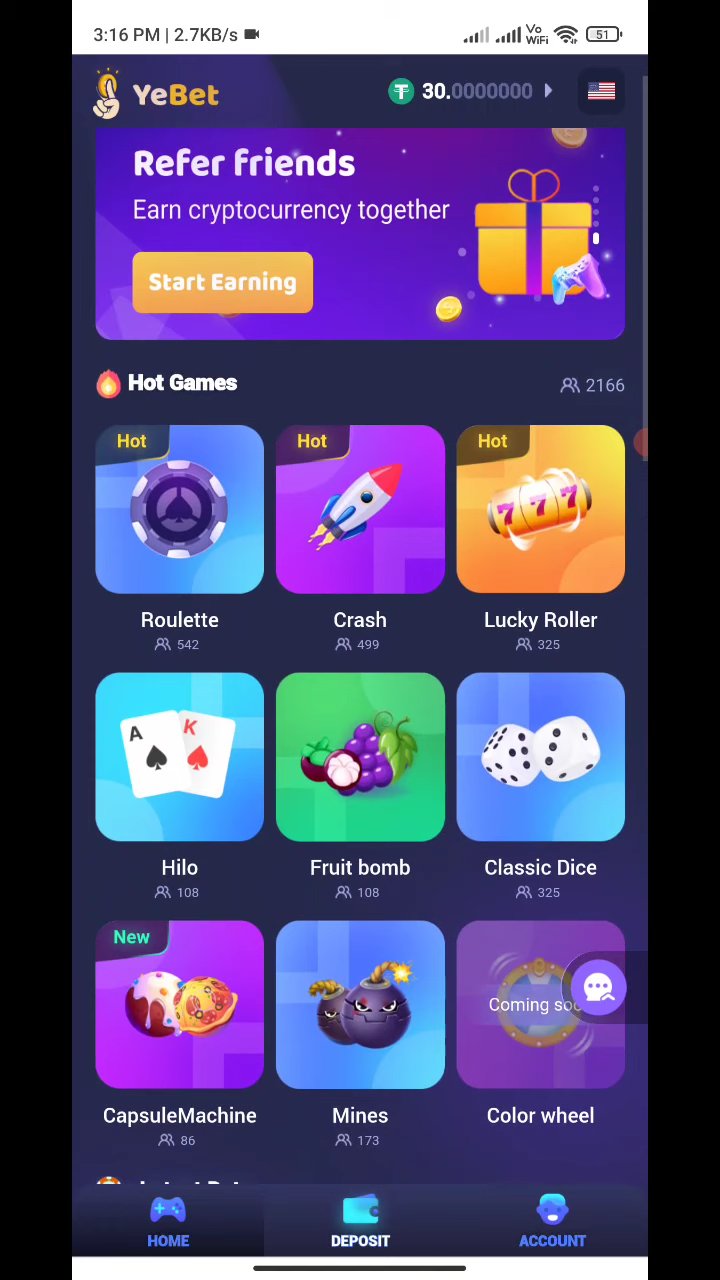 3:16 PM | 2.7KB/s
Vo
WiFi
51
YeBet
30.0000000
Refer friends
Earn cryptocurrency together
Start Earning
Hot Games
2166
Hot
Hot
Hot
777
Roulette
Crash
Lucky Roller
542
499
325
A
K
Hilo
Fruit bomb
Classic Dice
108
108
325
New
Coming
CapsuleMachine
Mines
Color wheel
86
173
HOME
DEPOSIT
ACCOUNT